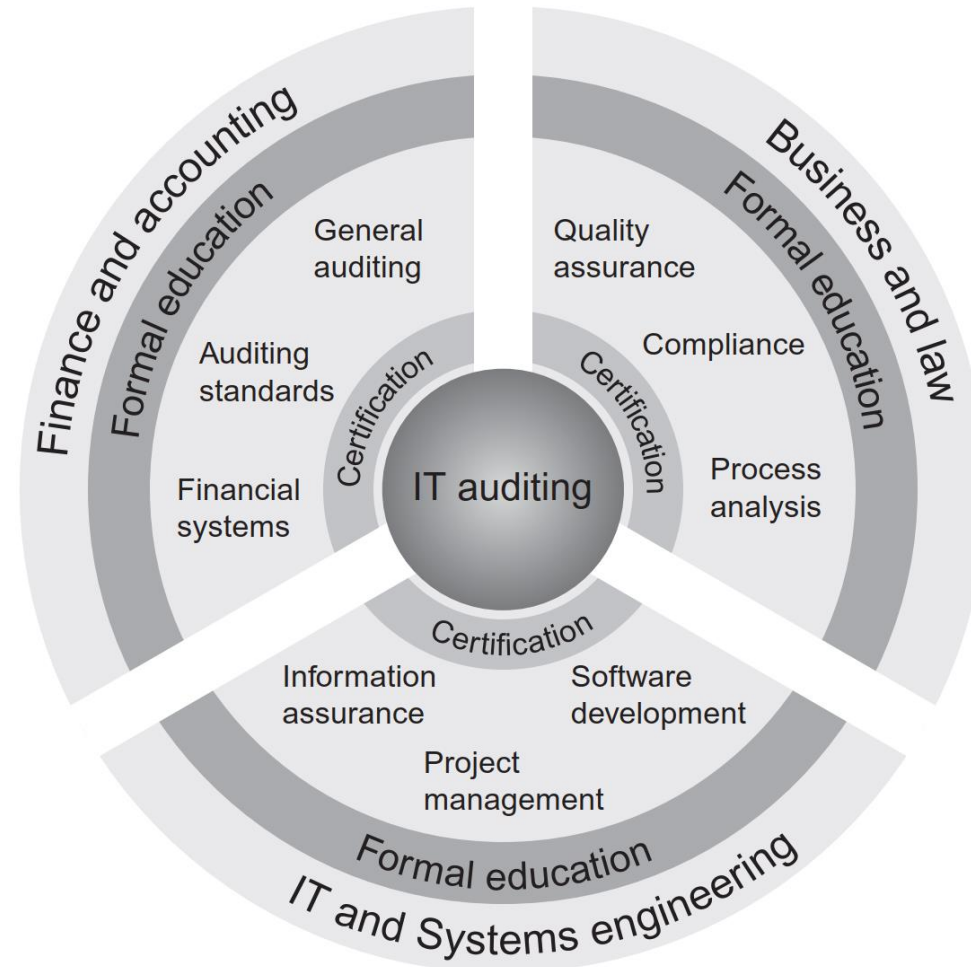 Finance and accounting
Formal education
General
auditing
Auditing
standards
Financial
systems
Certification
Business and law
Formal education
Quality
assurance
Compliance
Process
analysis
Certification
IT auditing
Certification
Information
assurance
Software
development
Project
management
Formal education
IT and Systems engineering